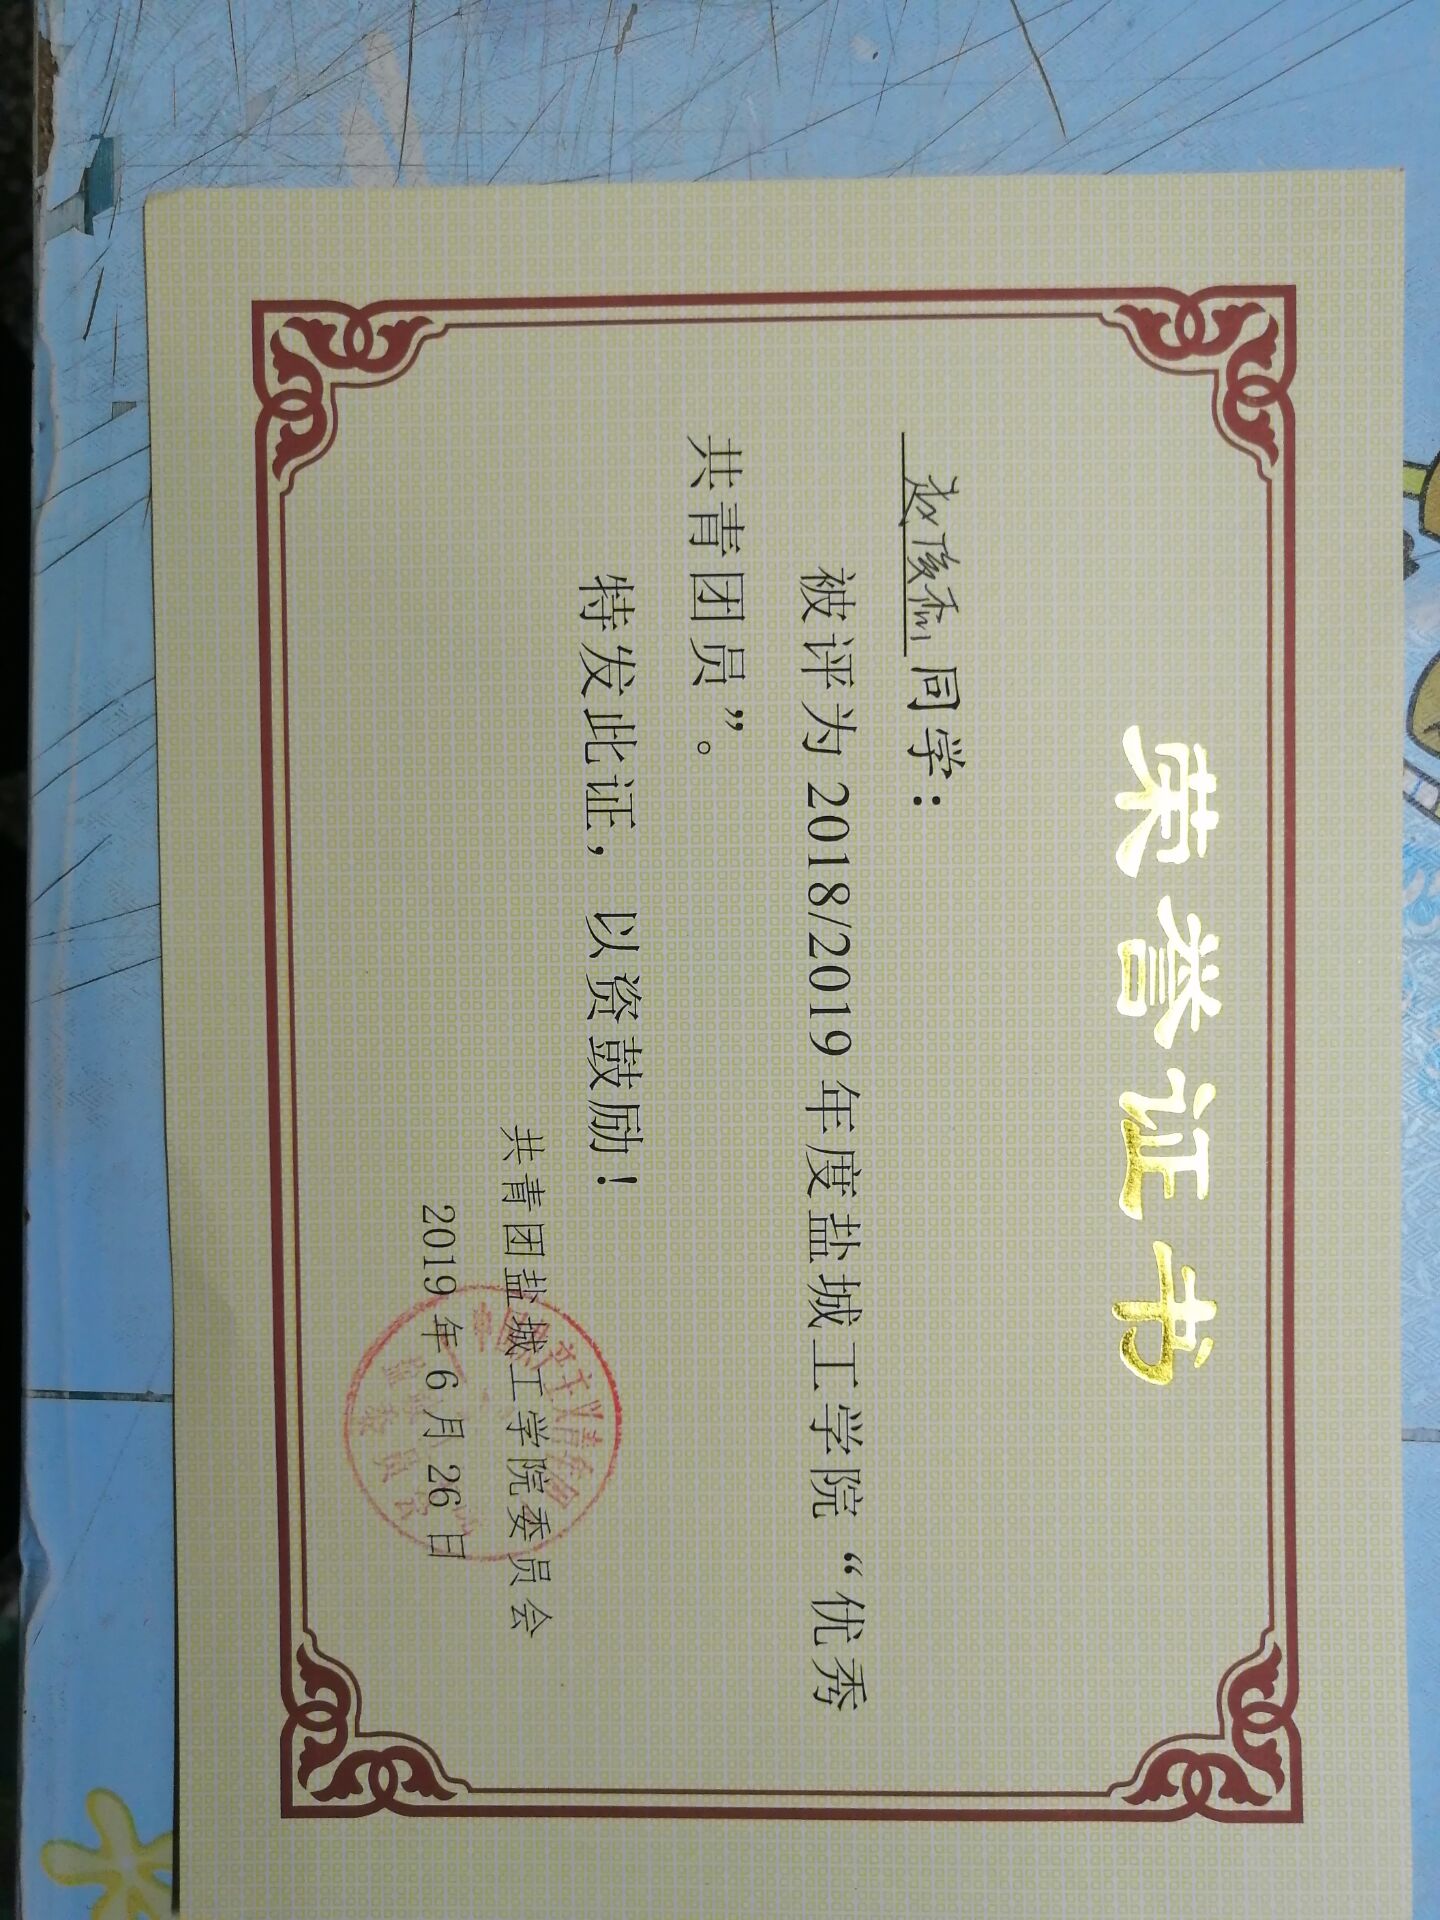 荣誉证书
赵俊杰同学：
被评为2018/2019年度盐城工学院“优秀
共青团员”。
特发此证，以资鼓励！
共青团盐城工学院委员会
2019年6月26日